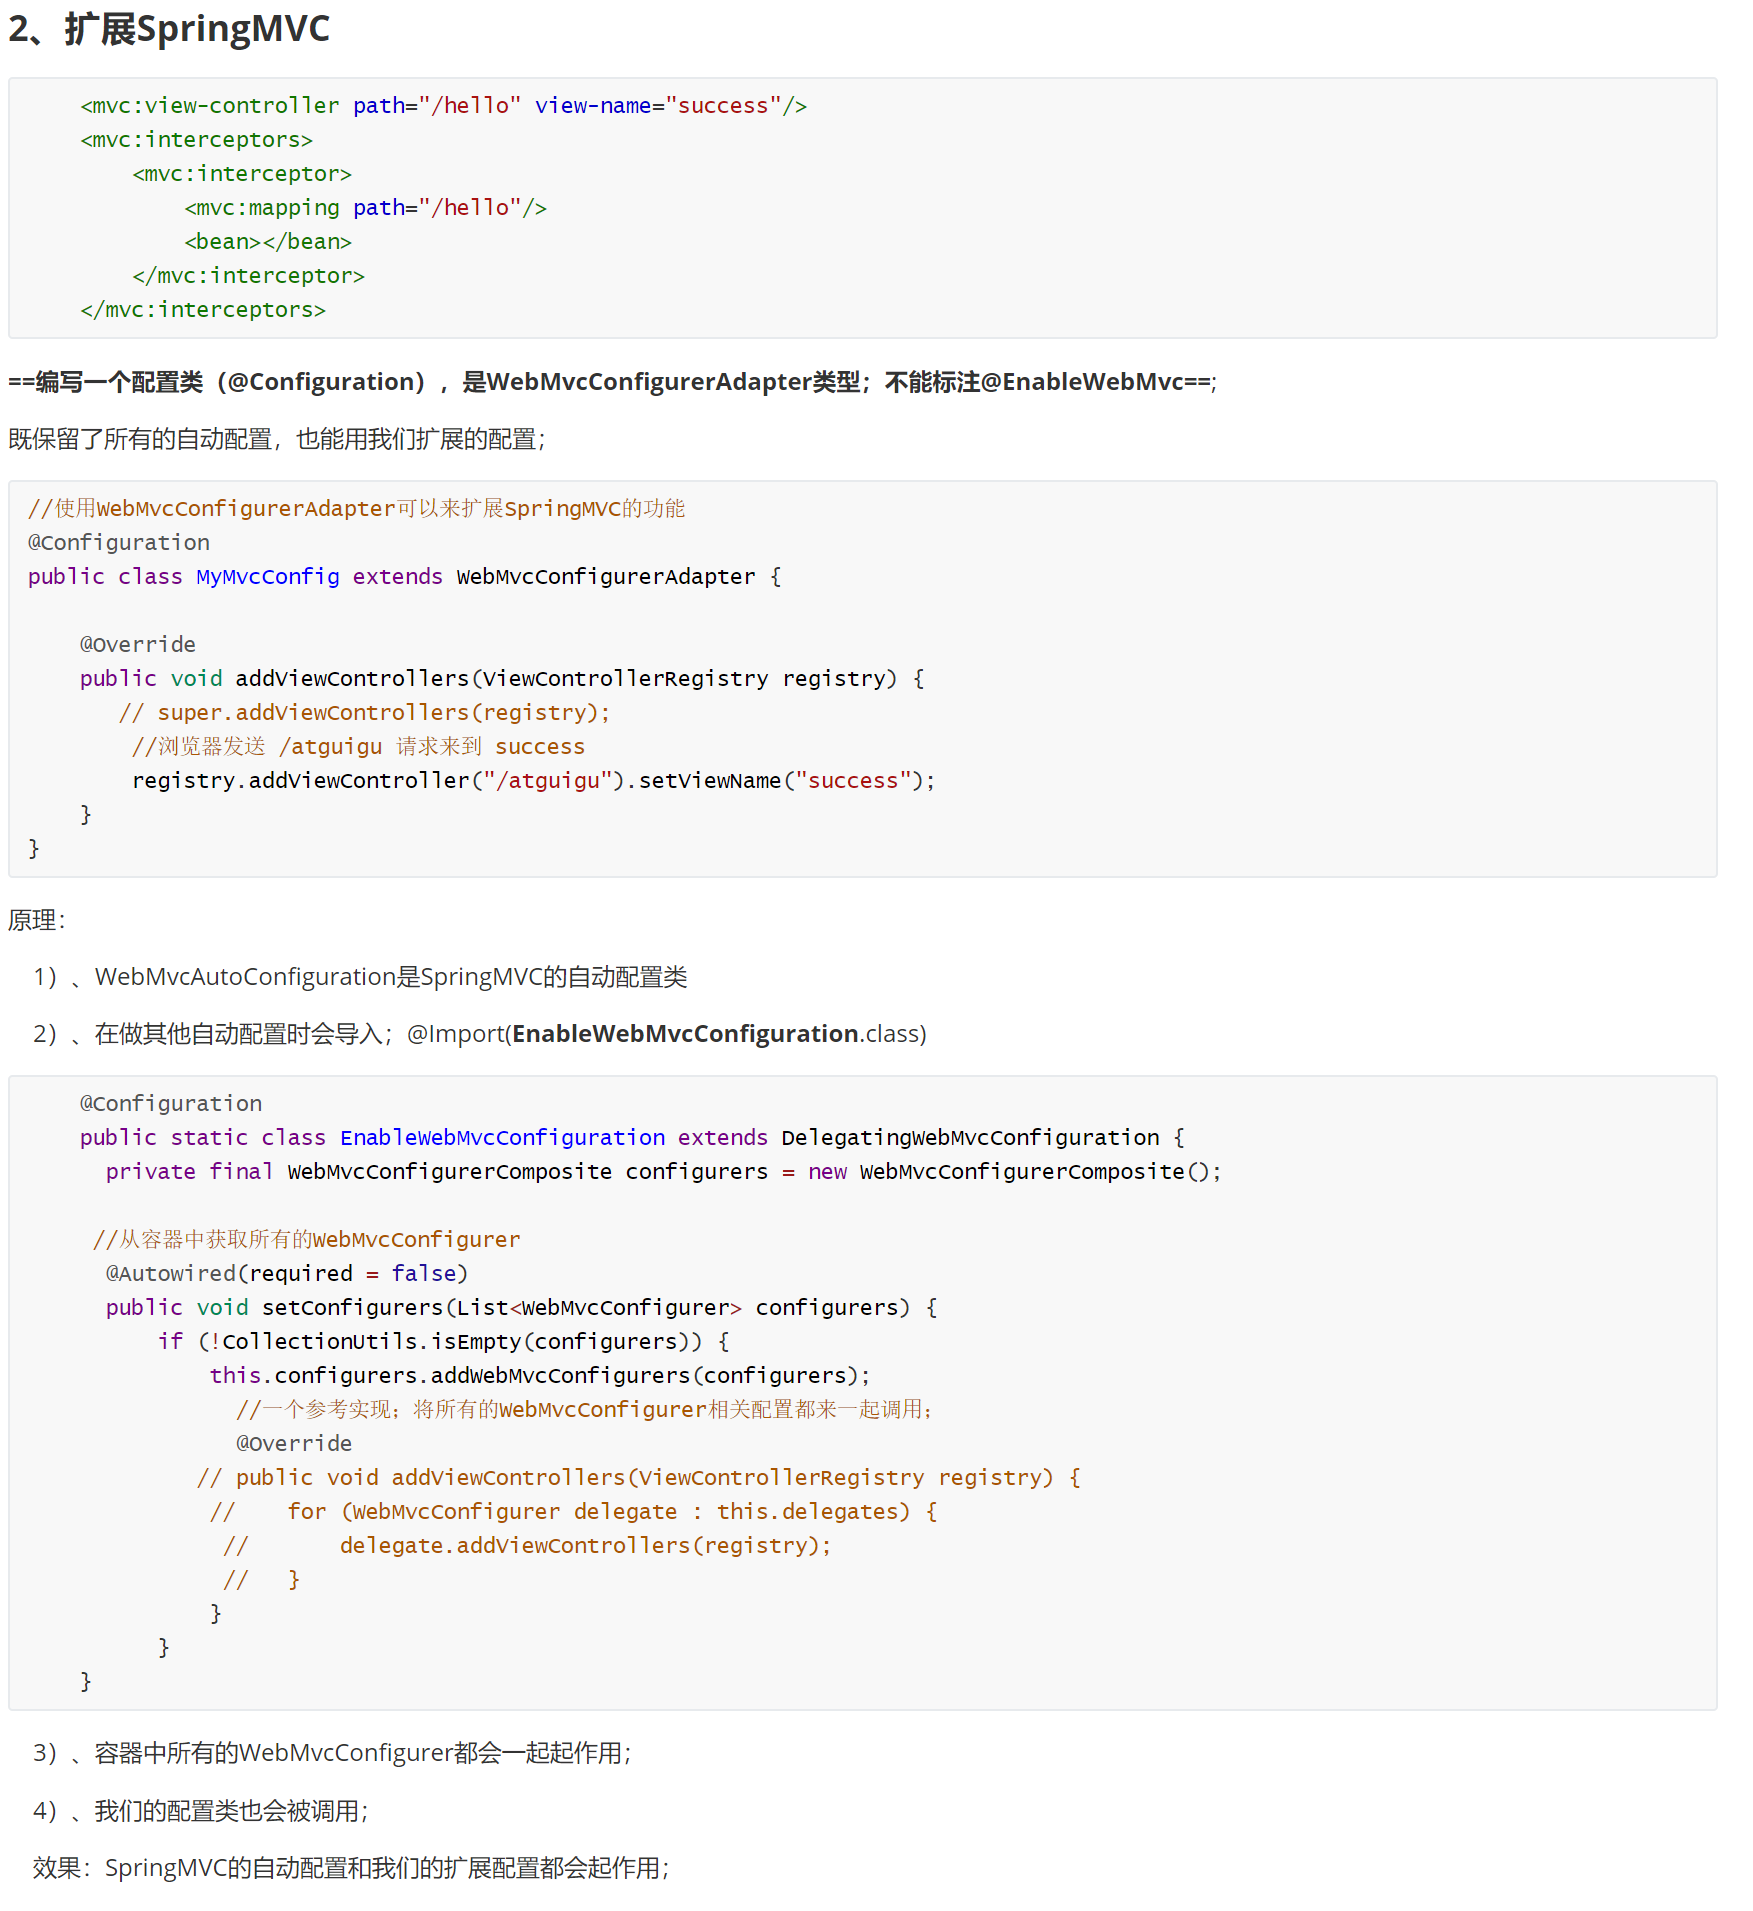 2、扩展SpringMVC
    <mvc:view-controller path="/hello" view-name="success"/>
    <mvc:interceptors>
        <mvc:interceptor>
            <mvc:mapping path="/hello"/>
            <bean></bean>
        </mvc:interceptor>
    </mvc:interceptors>
==编写一个配置类（@Configuration），是WebMvcConfigurerAdapter类型；不能标注@EnableWebMvc==;
既保留了所有的自动配置，也能用我们扩展的配置；
//使用WebMvcConfigurerAdapter可以来扩展SpringMVC的功能
@Configuration
public class MyMvcConfig extends WebMvcConfigurerAdapter {
    @Override
    public void addViewControllers(ViewControllerRegistry registry) {
       // super.addViewControllers(registry);
        //浏览器发送 /atguigu 请求来到 success
        registry.addViewController("/atguigu").setViewName("success");
    }
}
原理：
1）、WebMvcAutoConfiguration是SpringMVC的自动配置类
2）、在做其他自动配置时会导入；@Import(EnableWebMvcConfiguration.class)
    @Configuration
    public static class EnableWebMvcConfiguration extends DelegatingWebMvcConfiguration {
      private final WebMvcConfigurerComposite configurers = new WebMvcConfigurerComposite();
     //从容器中获取所有的WebMvcConfigurer
      @Autowired(required = false)
      public void setConfigurers(List<WebMvcConfigurer> configurers) {
          if (!CollectionUtils.isEmpty(configurers)) {
              this.configurers.addWebMvcConfigurers(configurers);
                //一个参考实现；将所有的WebMvcConfigurer相关配置都来一起调用；
                @Override
             // public void addViewControllers(ViewControllerRegistry registry) {
              //    for (WebMvcConfigurer delegate : this.delegates) {
               //       delegate.addViewControllers(registry);
               //   }
              }
          }
    }
3）、容器中所有的WebMvcConfigurer都会一起起作用；
4）、我们的配置类也会被调用；
效果：SpringMVC的自动配置和我们的扩展配置都会起作用；